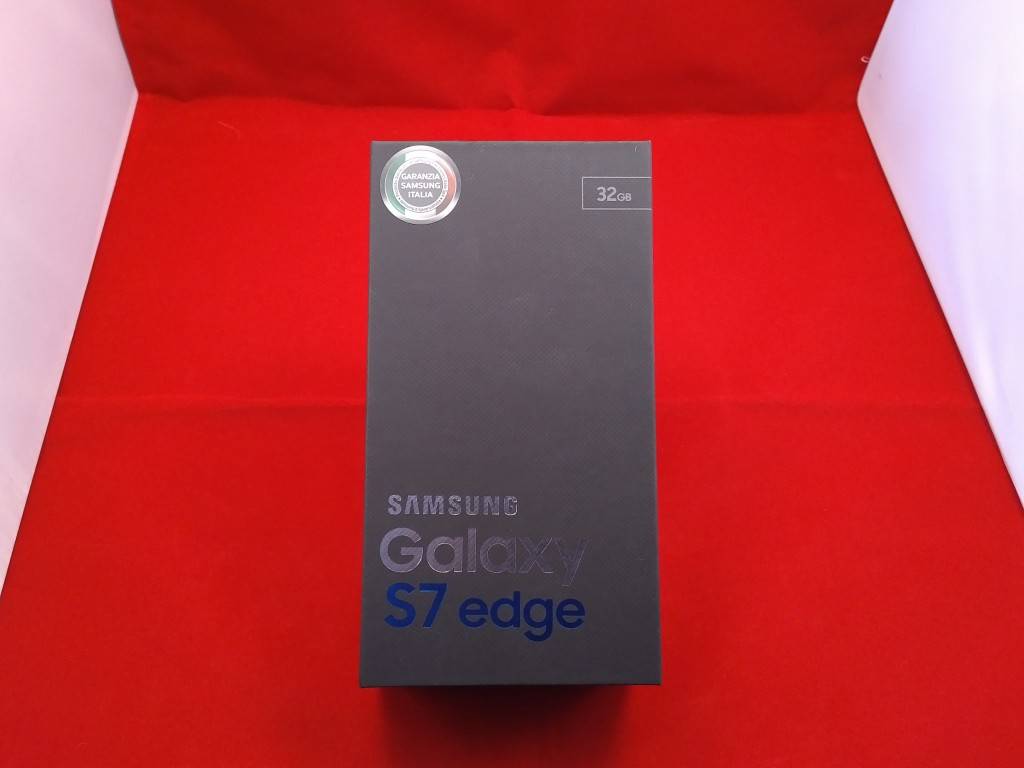 GARANZIA
SAMSUNG
ITALIA
32GB
SAMSUNG
Galaxy
S7 edge